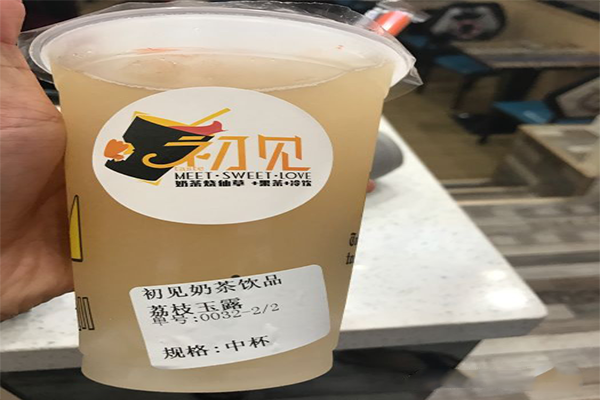 taste
初见
MEET·SWEET·LOVE
奶茶烧仙草+果茶+冷饮
初见奶茶饮品
荔枝玉露
单号:0032-2/2
规格:中杯